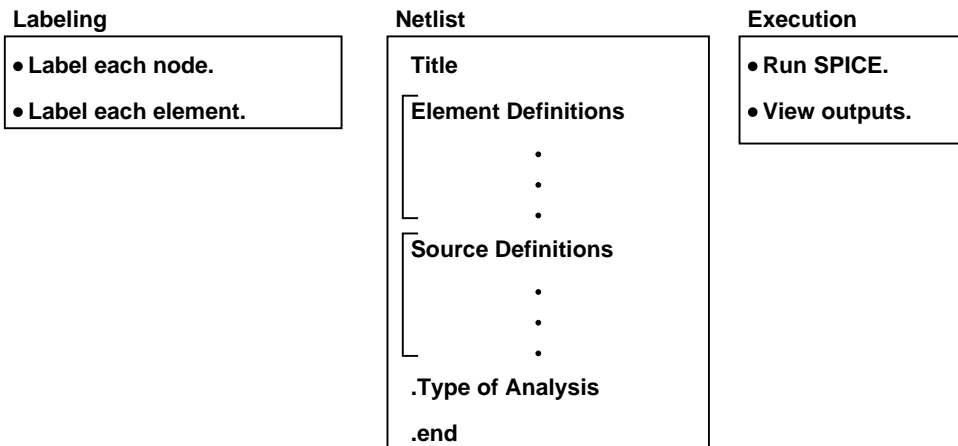 Labeling
• Label each node.
• Label each element.
Netlist
Title
Element Definitions
.
.
.
Source Definitions
.
.
.
.Type of Analysis
.end
Execution
• Run SPICE.
• View outputs.